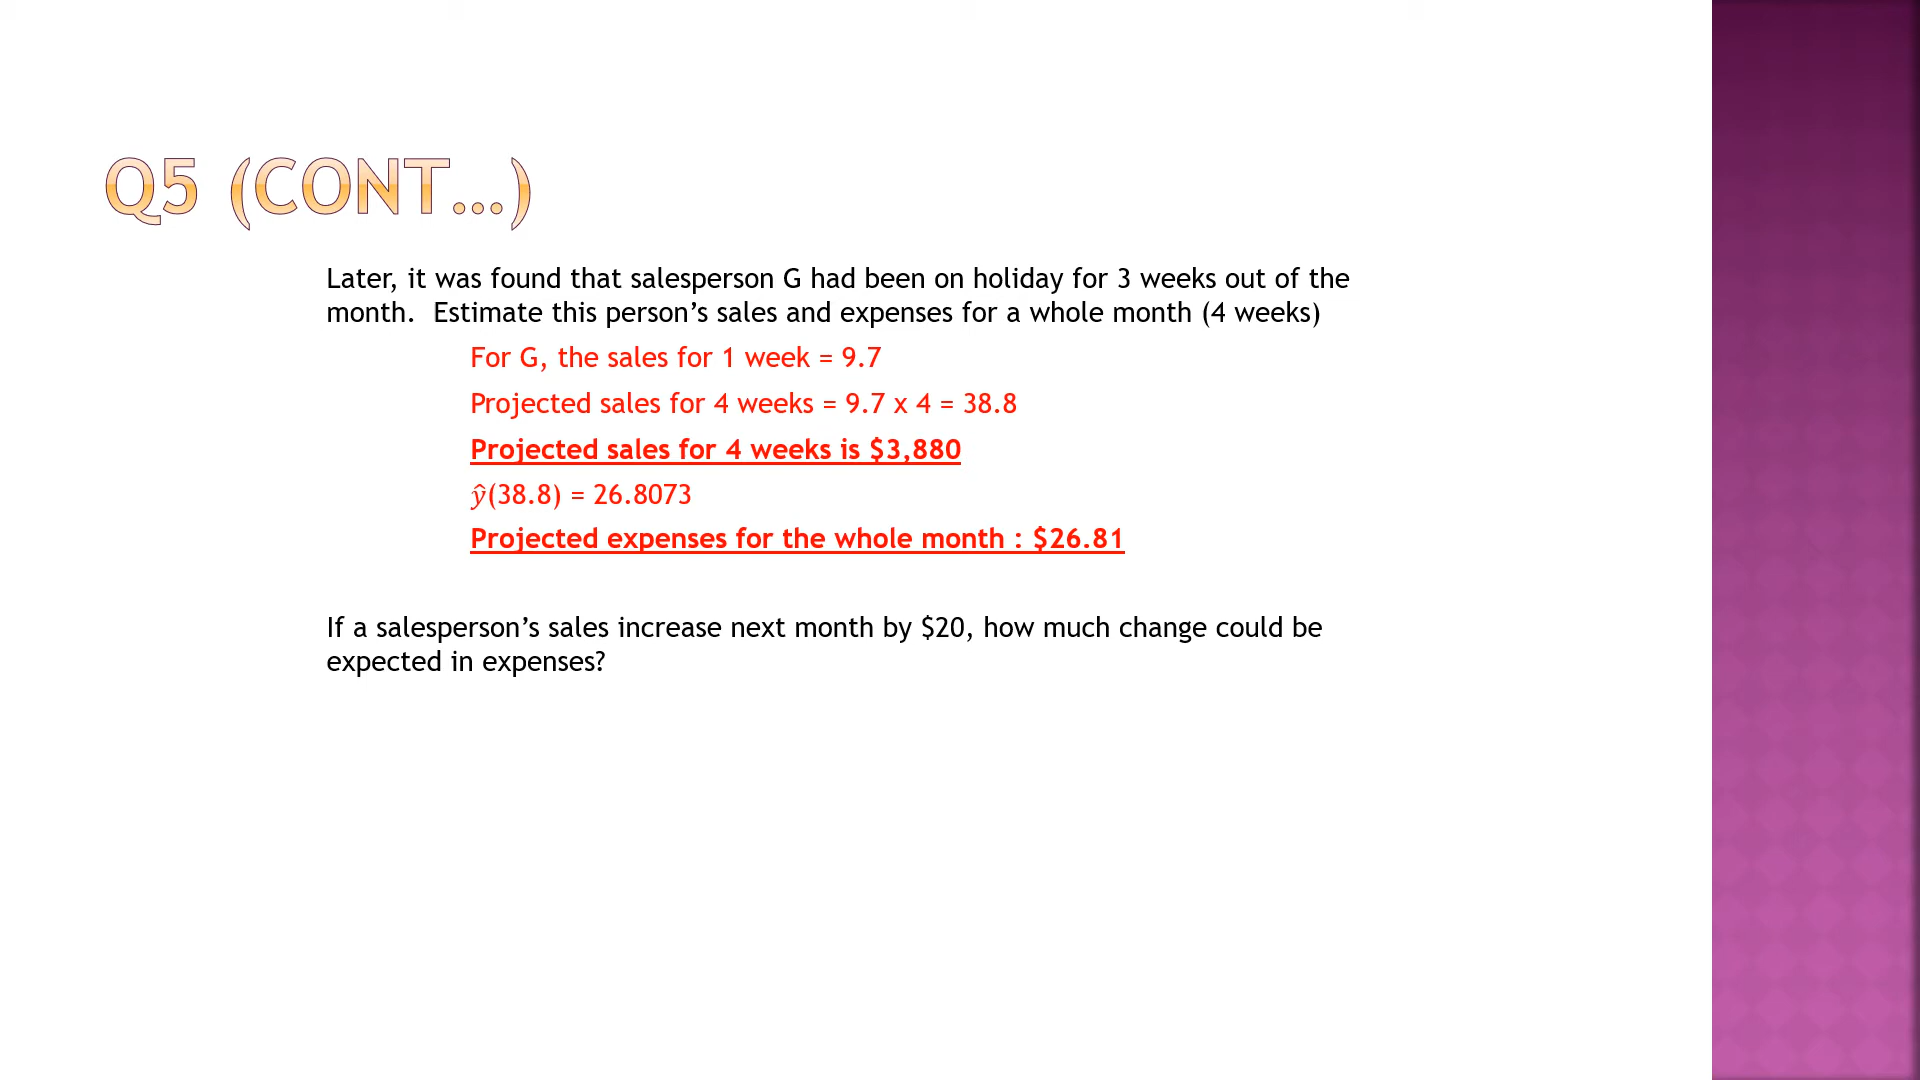 Q5 (CONT…)
Later, it was found that salesperson G had been on holiday for 3 weeks out of the
month.  Estimate this person’s sales and expenses for a whole month (4 weeks)
For G, the sales for 1 week = 9.7
Projected sales for 4 weeks = 9.7 x 4 = 38.8
Projected sales for 4 weeks is $3,880
ŷ(38.8) = 26.8073
Projected expenses for the whole month : $26.81
If a salesperson’s sales increase next month by $20, how much change could be
expected in expenses?